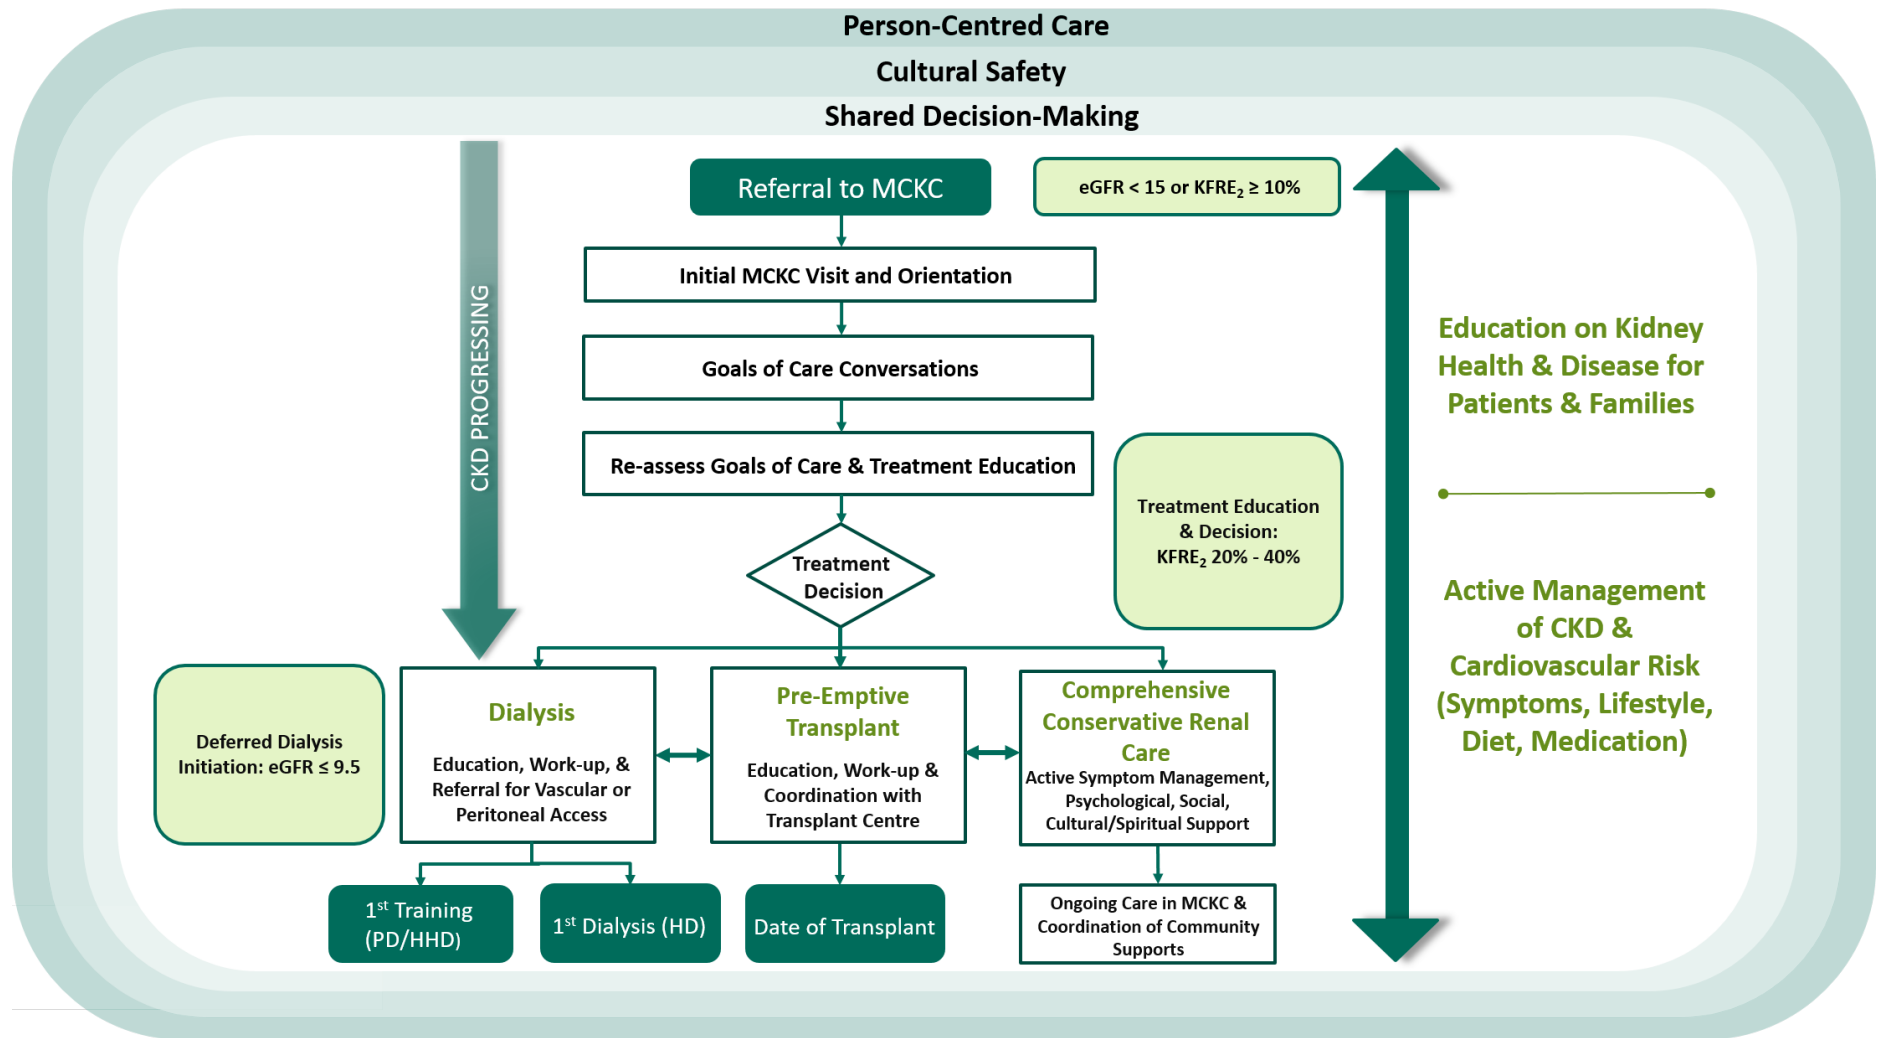 Person-Centred Care
Cultural Safety
Shared Decision-Making
Referral to MCKC
eGFR < 15 or KFRE₂ ≥ 10%
Initial MCKC Visit and Orientation
Goals of Care Conversations
Re-assess Goals of Care & Treatment Education
CKD PROGRESSING
Treatment
Decision
Treatment Education
& Decision:
KFRE₂ 20% - 40%
Education on Kidney
Health & Disease for
Patients & Families
Active Management
of CKD &
Cardiovascular Risk
(Symptoms, Lifestyle,
Diet, Medication)
Deferred Dialysis
Initiation: eGFR ≤ 9.5
Dialysis
Education, Work-up, &
Referral for Vascular or
Peritoneal Access
Pre-Emptive
Transplant
Education, Work-up &
Coordination with
Transplant Centre
Comprehensive
Conservative Renal
Care
Active Symptom Management,
Psychological, Social,
Cultural/Spiritual Support
1st Training
(PD/HHD)
1st Dialysis (HD)
Date of Transplant
Ongoing Care in MCKC &
Coordination of Community
Supports